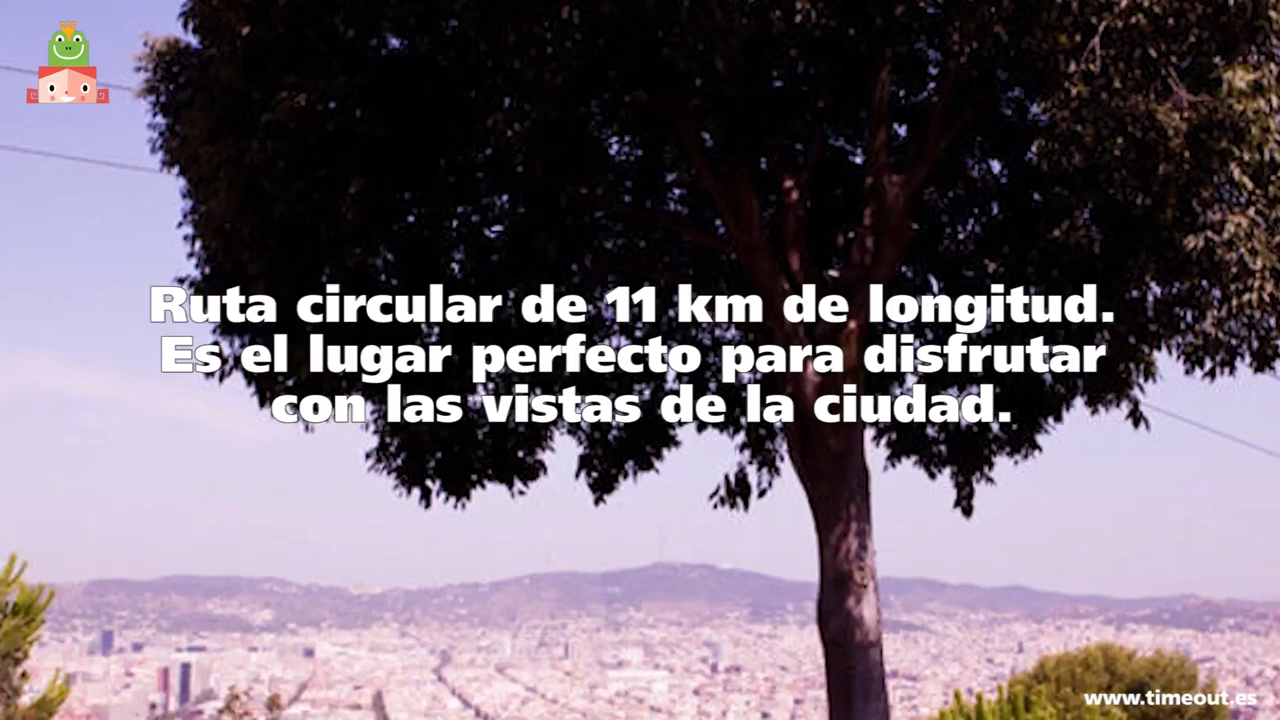 Ruta circular de 11 km de longitud.
Es el lugar perfecto para disfrutar
con las vistas de la ciudad.
www.timeout.es